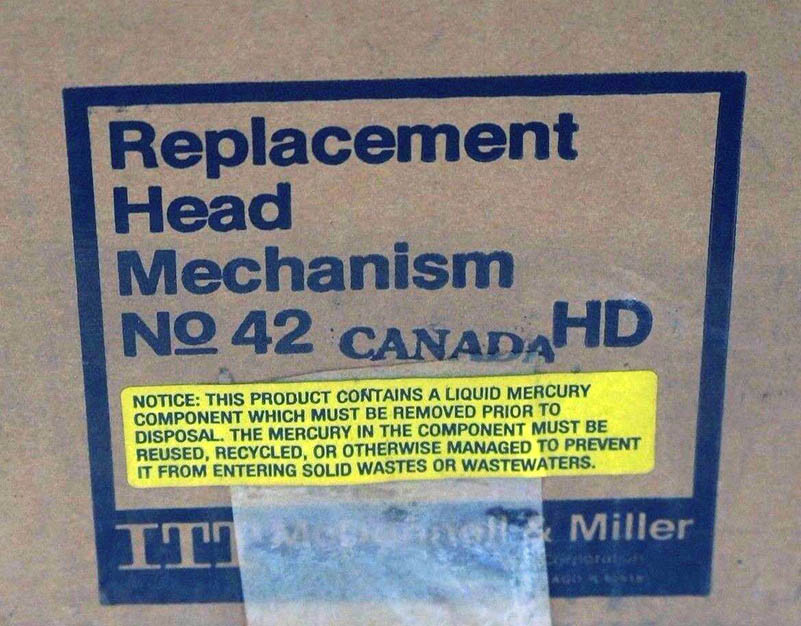 Replacement
Head
Mechanism
No 42 CANADA HD
NOTICE: THIS PRODUCT CONTAINS A LIQUID MERCURY
COMPONENT WHICH MUST BE REMOVED PRIOR TO
DISPOSAL. THE MERCURY IN THE COMPONENT MUST BE
REUSED, RECYCLED, OR OTHERWISE MANAGED TO PREVENT
IT FROM ENTERING SOLID WASTES OR WASTEWATERS.
ITT McDonnell & Miller